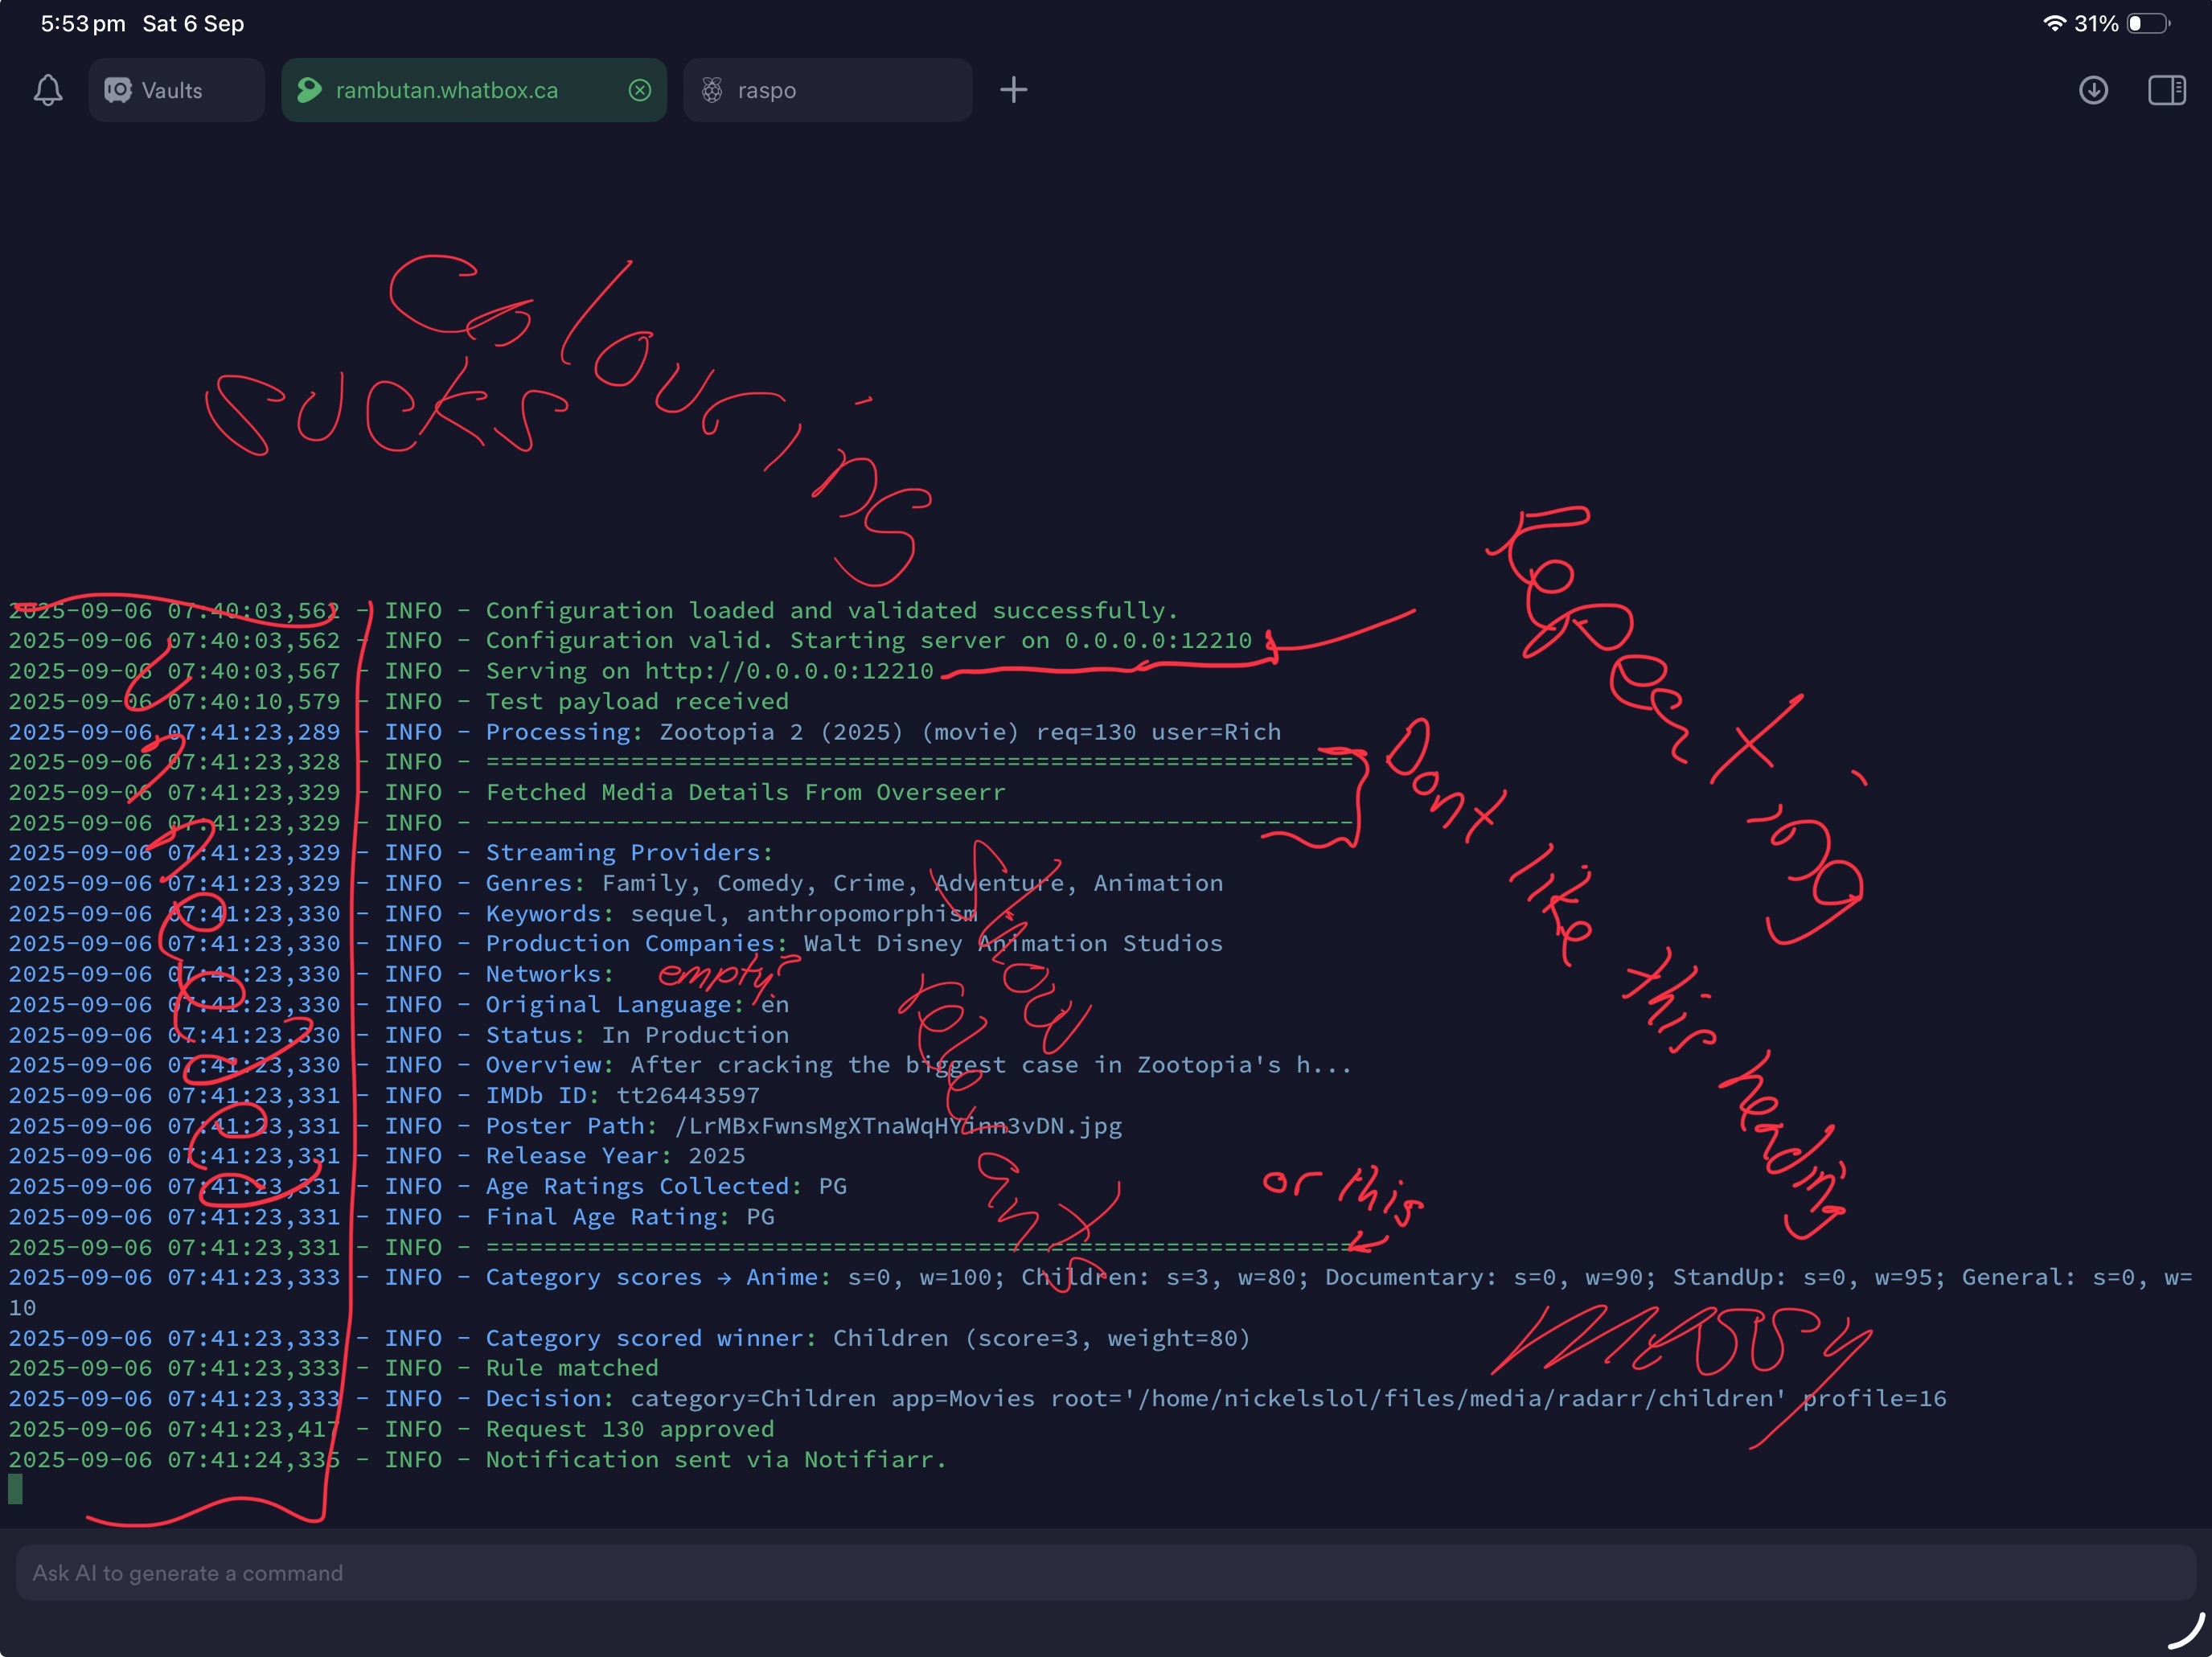 5:53 pm Sat 6 Sep 31%
Vaults rambutan.whatbox.ca raspo
Colouring
sucks
Repeating
2025-09-06 07:40:03,562 - INFO - Configuration loaded and validated successfully.
2025-09-06 07:40:03,562 - INFO - Configuration valid. Starting server on 0.0.0.0:12210
2025-09-06 07:40:03,567 - INFO - Serving on http://0.0.0.0:12210
2025-09-06 07:40:10,579 - INFO - Test payload received
2025-09-06 07:41:23,289 - INFO - Processing: Zootopia 2 (2025) (movie) req=130 user=Rich
2025-09-06 07:41:23,328 - INFO - ============================================================
Dont like this heading
2025-09-06 07:41:23,329 - INFO - Fetched Media Details From Overseerr
2025-09-06 07:41:23,329 - INFO - ------------------------------------------------------------
2025-09-06 07:41:23,329 - INFO - Streaming Providers:
2025-09-06 07:41:23,329 - INFO - Genres: Family, Comedy, Crime, Adventure, Animation
2025-09-06 07:41:23,330 - INFO - Keywords: sequel, anthropomorphism
2025-09-06 07:41:23,330 - INFO - Production Companies: Walt Disney Animation Studios
2025-09-06 07:41:23,330 - INFO - Networks:
empty?
2025-09-06 07:41:23,330 - INFO - Original Language: en
2025-09-06 07:41:23,330 - INFO - Status: In Production
2025-09-06 07:41:23,330 - INFO - Overview: After cracking the biggest case in Zootopia's h...
2025-09-06 07:41:23,331 - INFO - IMDb ID: tt26443597
2025-09-06 07:41:23,331 - INFO - Poster Path: /LrMBxFwnsMgXTnaWqHYinn3vDN.jpg
2025-09-06 07:41:23,331 - INFO - Release Year: 2025
2025-09-06 07:41:23,331 - INFO - Age Ratings Collected: PG
or this
2025-09-06 07:41:23,331 - INFO - Final Age Rating: PG
2025-09-06 07:41:23,331 - INFO - ============================================================
2025-09-06 07:41:23,333 - INFO - Category scores → Anime: s=0, w=100; Children: s=3, w=80; Documentary: s=0, w=90; StandUp: s=0, w=95; General: s=0, w=
10
2025-09-06 07:41:23,333 - INFO - Category scored winner: Children (score=3, weight=80)
messy
2025-09-06 07:41:23,333 - INFO - Rule matched
2025-09-06 07:41:23,333 - INFO - Decision: category=Children app=Movies root='/home/nickelslol/files/media/radarr/children' profile=16
2025-09-06 07:41:23,417 - INFO - Request 130 approved
2025-09-06 07:41:24,335 - INFO - Notification sent via Notifiarr.
Ask AI to generate a command